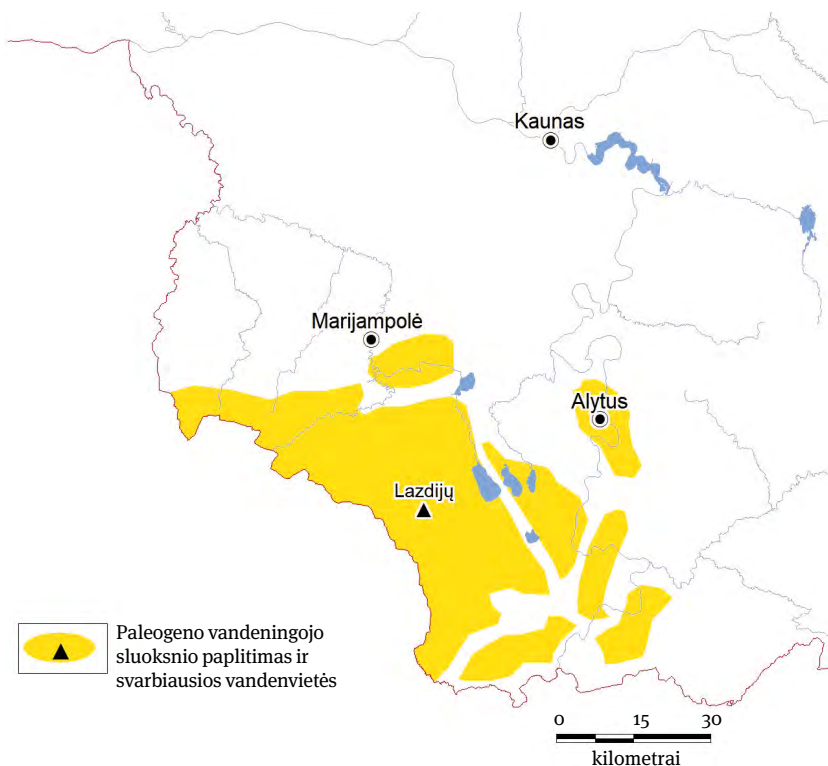 Kaunas
Marijampolė
Alytus
Lazdijų
Paleogeno vandeningojo
sluoksnio paplitimas ir
svarbiausios vandenvietės
0 15 30
kilometrai